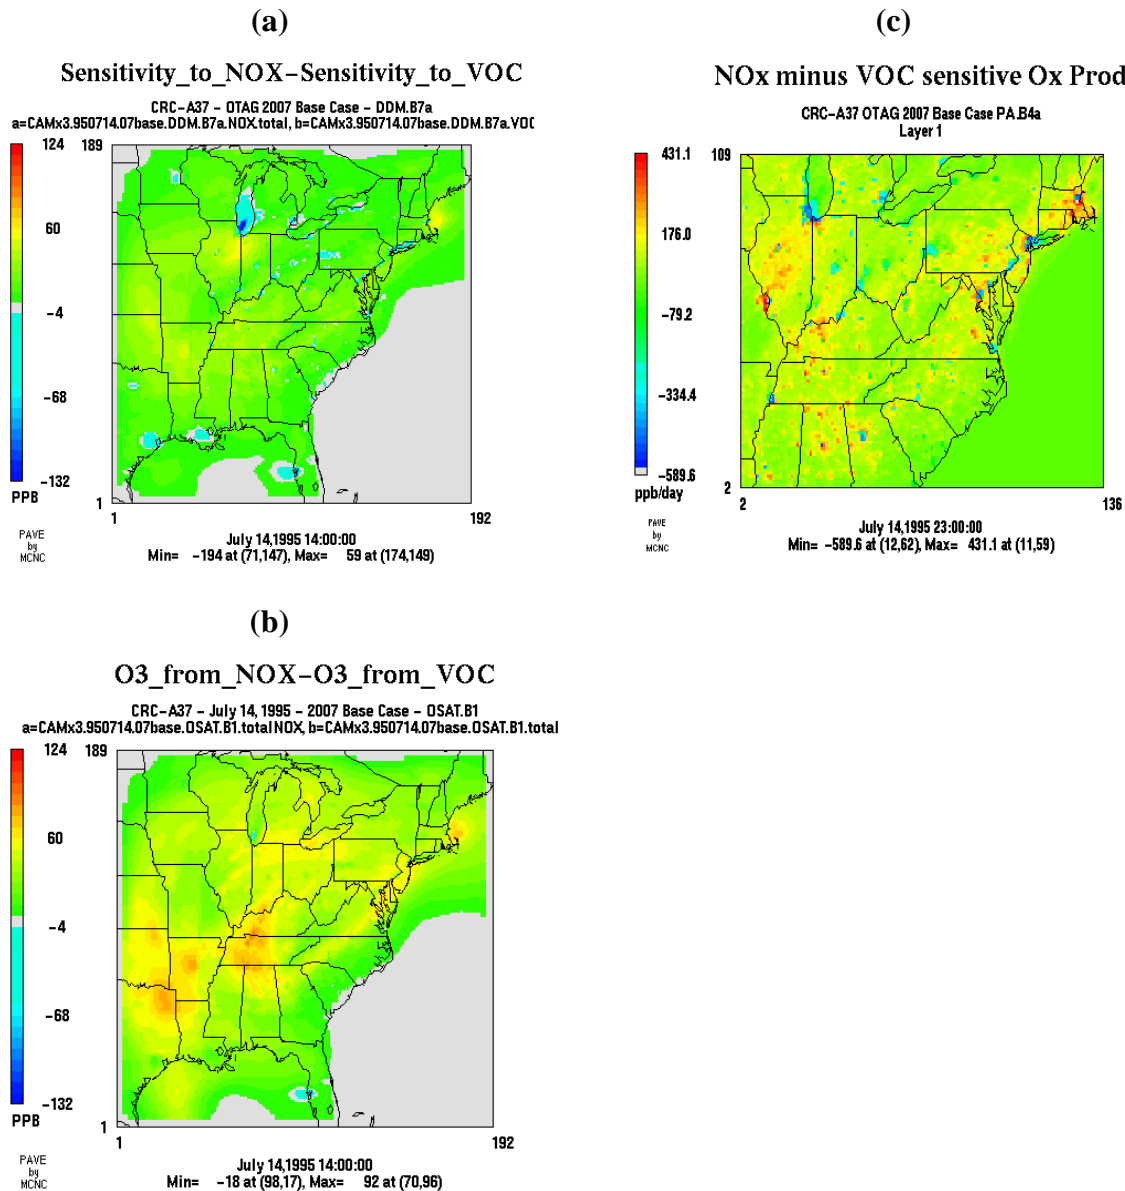 (a)
Sensitivity_to_NOX-Sensitivity_to_VOC
CRC-A37 - OTAG 2007 Base Case - DDM.B7a
a=CAMx3.950714.07base.DDM.B7a.NOX.total, b=CAMx3.950714.07base.DDM.B7a.VOC
124
60
-4
-68
-132
PPB
189
1
1
192
PAVE
by
MCNC
July 14,1995 14:00:00
Min= -194 at (71,147), Max= 59 at (174,149)
(c)
NOx minus VOC sensitive Ox Prod
CRC-A37 OTAG 2007 Base Case PA.B4a
Layer 1
431.1
176.0
-79.2
-334.4
-589.6
ppb/day
109
2
2
136
PAVE
by
MCNC
July 14,1995 23:00:00
Min= -589.6 at (12,62), Max= 431.1 at (11,59)
(b)
O3_from_NOX-O3_from_VOC
CRC-A37 - July 14, 1995 - 2007 Base Case - OSAT.B1
a=CAMx3.950714.07base.OSAT.B1.total NOX, b=CAMx3.950714.07base.OSAT.B1.total
124
60
-4
-68
-132
PPB
189
1
1
192
PAVE
by
MCNC
July 14,1995 14:00:00
Min= -18 at (98,17), Max= 92 at (70,96)